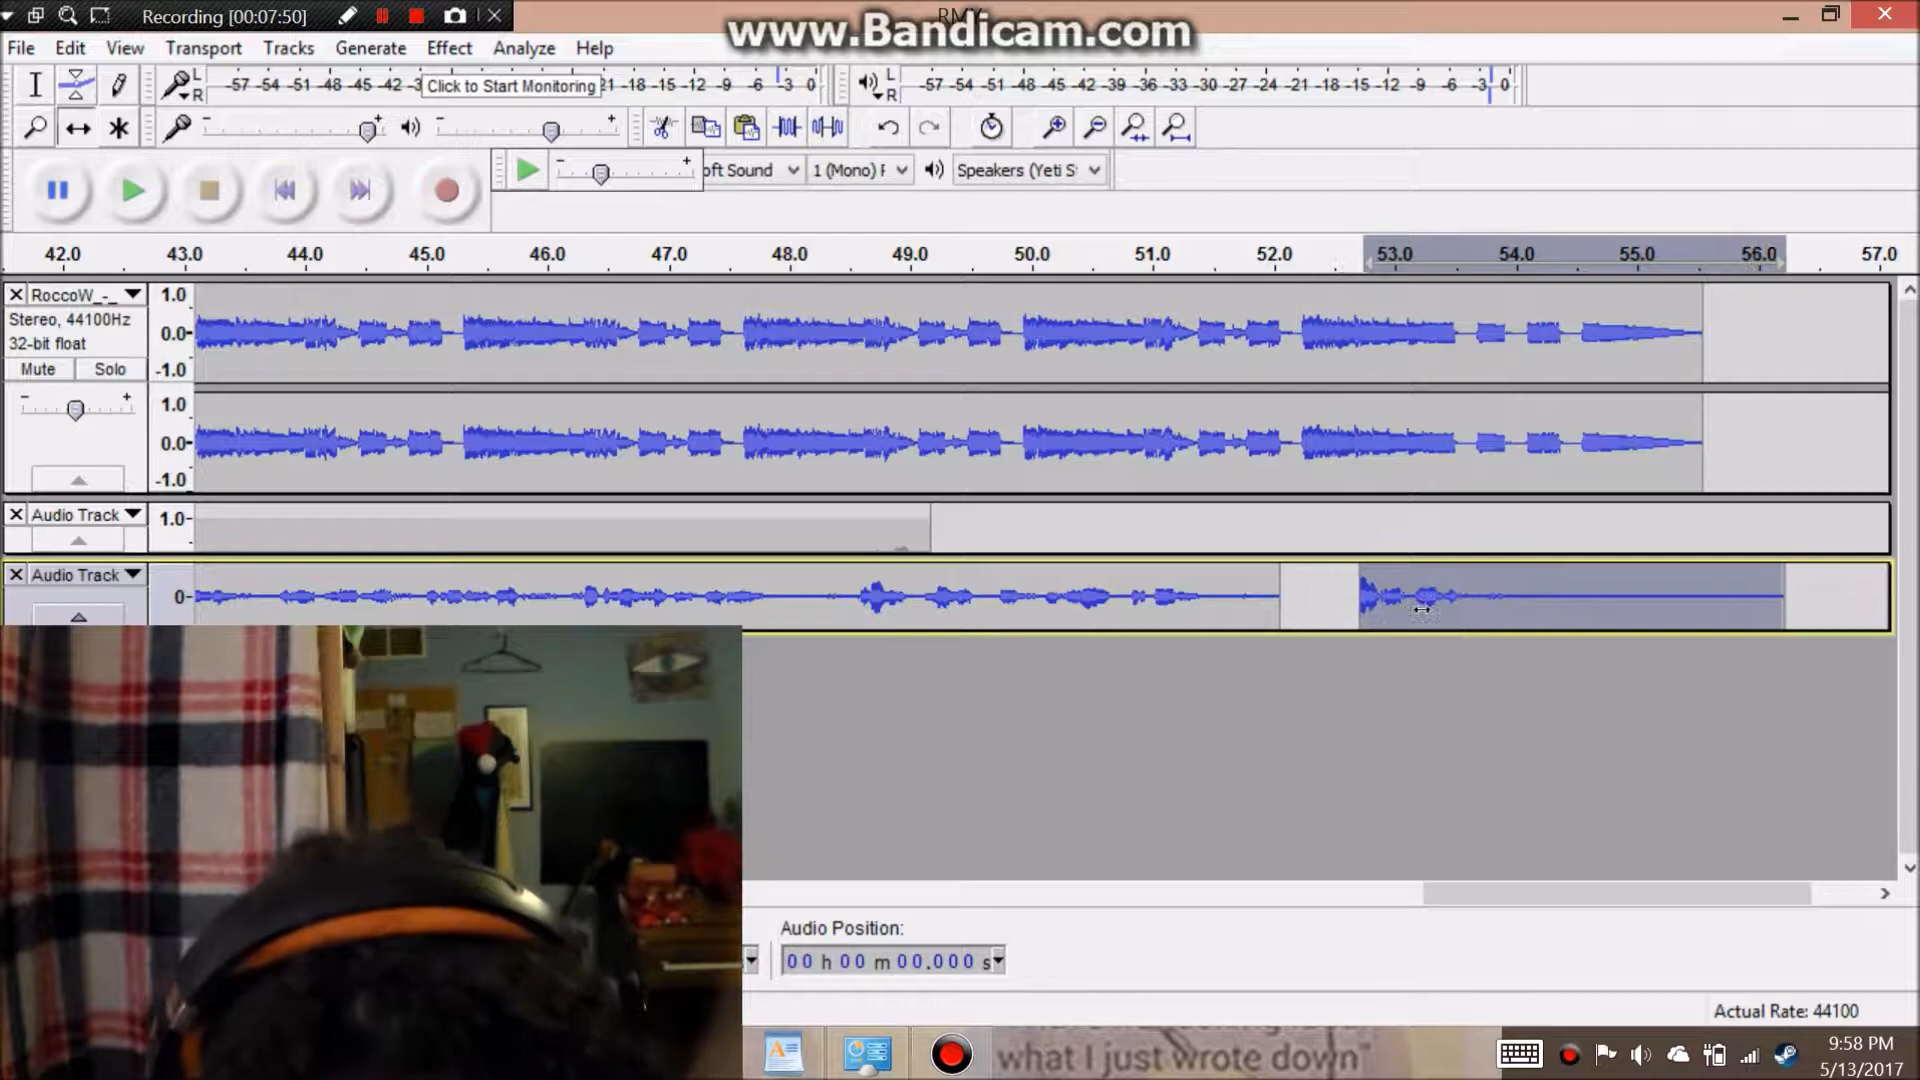 Recording [00:07:50]
RMV
www.Bandicam.com
File Edit View Transport Tracks Generate Effect Analyze Help
L R -57 -54 -51 -48 -45 -42 -3 Click to Start Monitoring 21 -18 -15 -12 -9 -6 -3 0
L R -57 -54 -51 -48 -45 -42 -39 -36 -33 -30 -27 -24 -21 -18 -15 -12 -9 -6 -3 0
- + - +
- + oft Sound 1 (Mono) F Speakers (Yeti S
42.0 43.0 44.0 45.0 46.0 47.0 48.0 49.0 50.0 51.0 52.0 53.0 54.0 55.0 56.0 57.0
RoccoW_-_ 1.0
Stereo, 44100Hz 0.0
32-bit float
Mute Solo -1.0
- + 1.0
0.0
-1.0
Audio Track 1.0
Audio Track 0
Audio Position:
00 h 00 m 00.000 s
Actual Rate: 44100
what I just wrote down"
9:58 PM
5/13/2017